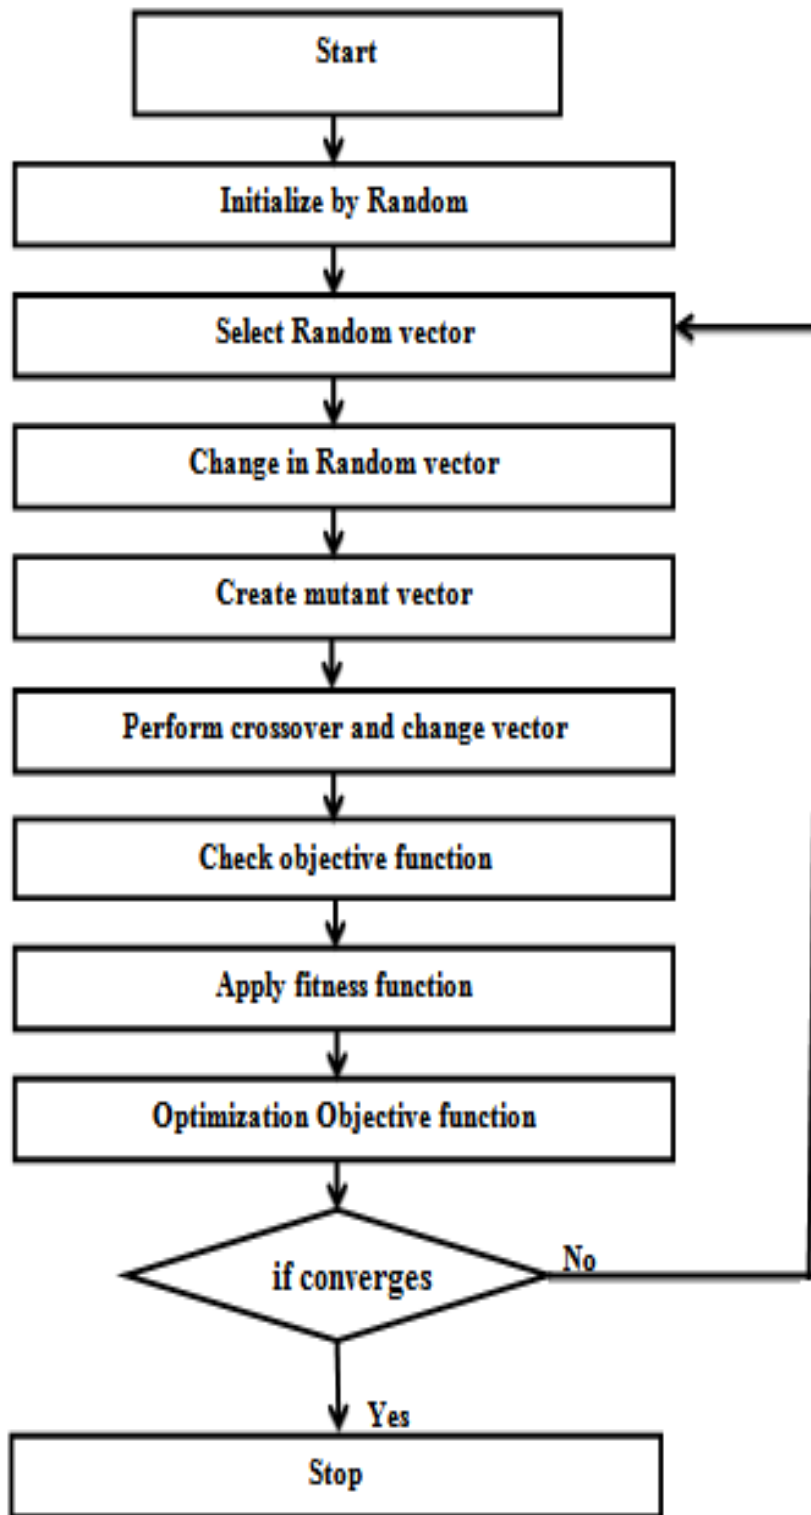 Start
Initialize by Random
Select Random vector
Change in Random vector
Create mutant vector
Perform crossover and change vector
Check objective function
Apply fitness function
Optimization Objective function
if converges
No
Yes
Stop